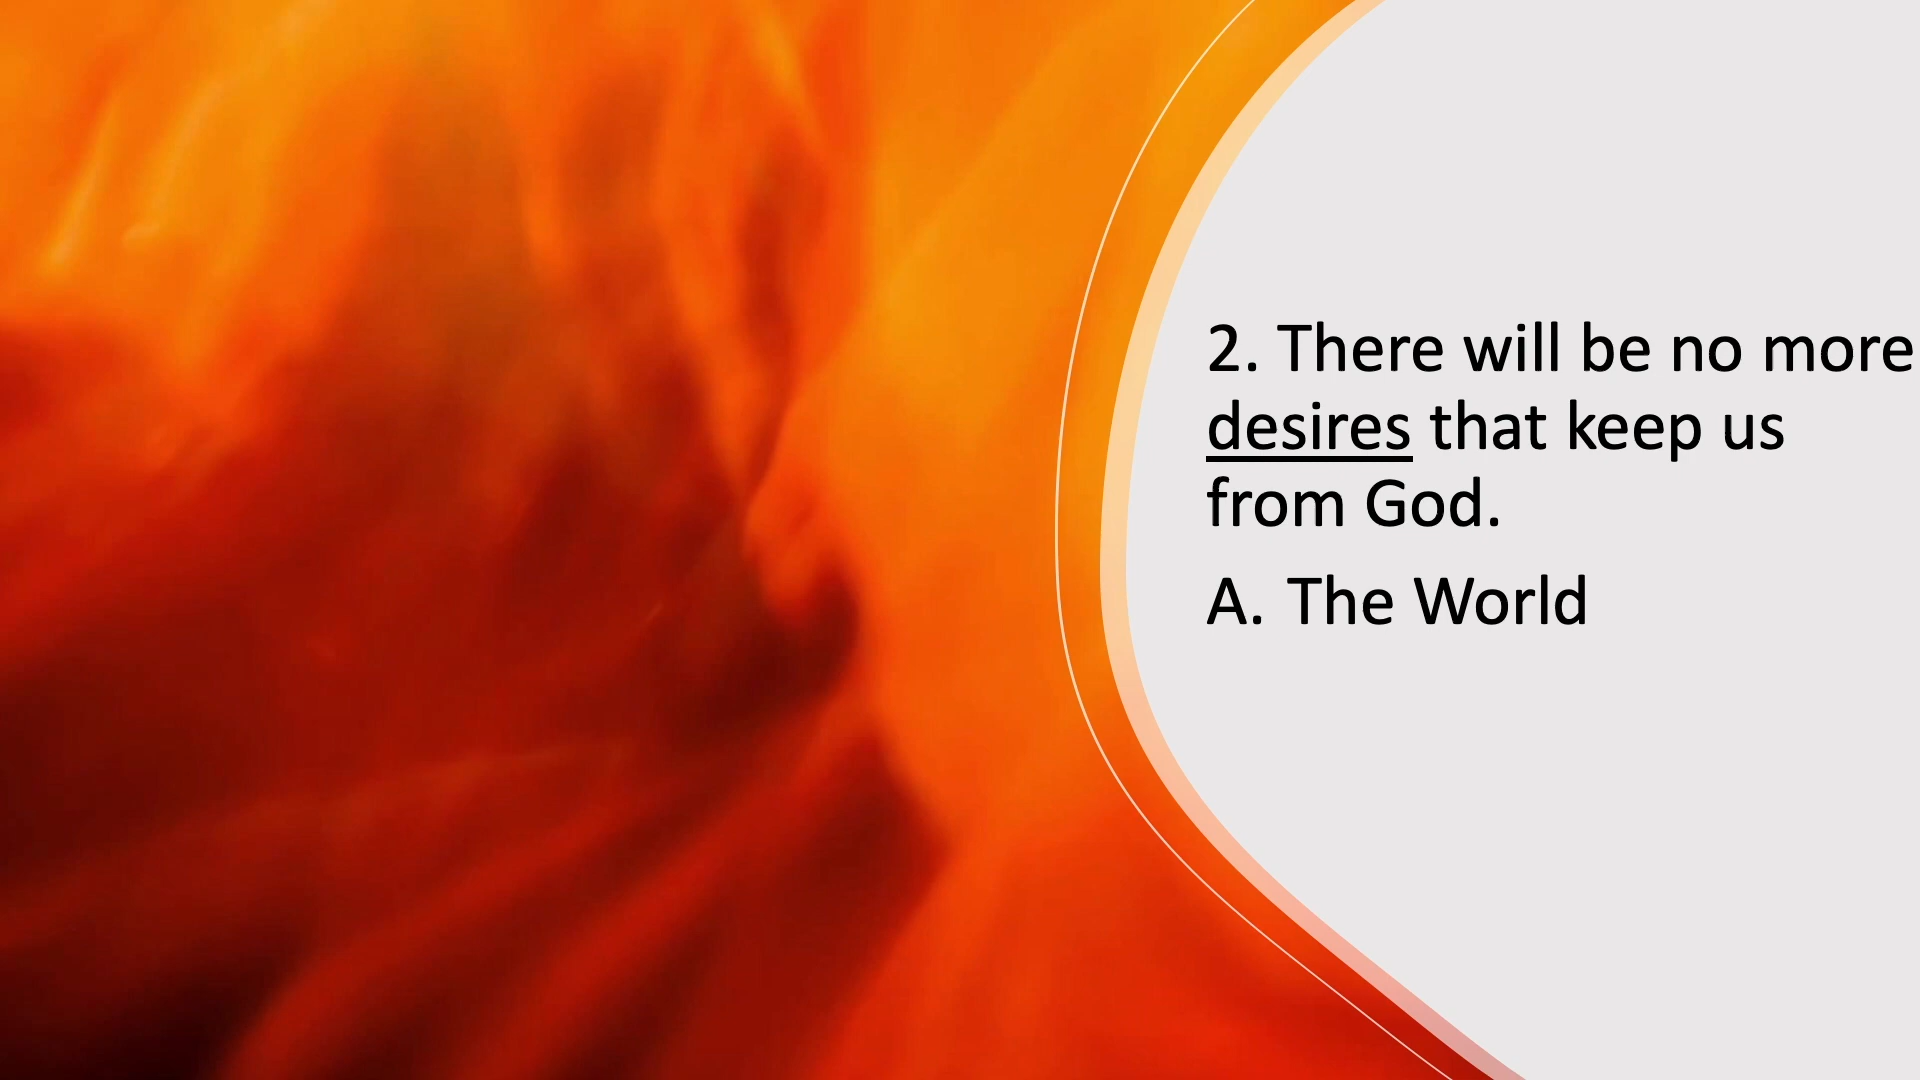 2. There will be no more
desires that keep us
from God.
A. The World